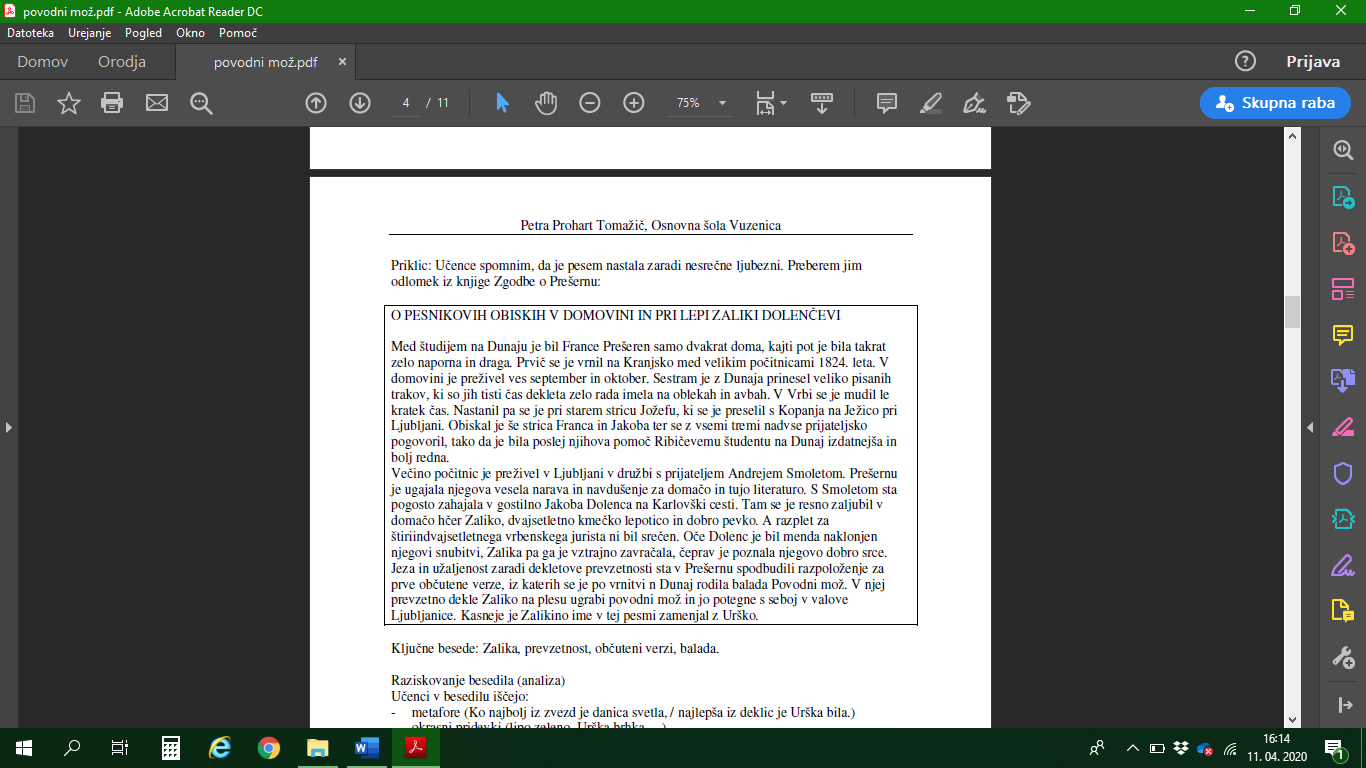 povodni mož.pdf - Adobe Acrobat Reader DC
Datoteka Urejanje Pogled Okno Pomoč
Domov Orodja povodni mož.pdf × ? Prijava
4 / 11 75% Skupna raba
Petra Prohart Tomažič, Osnovna šola Vuzenica
Priklic: Učence spomnim, da je pesem nastala zaradi nesrečne ljubezni. Preberem jim
odlomek iz knjige Zgodbe o Prešernu:
O PESNIKOVIH OBISKIH V DOMOVINI IN PRI LEPI ZALIKI DOLENČEVI
Med študijem na Dunaju je bil France Prešeren samo dvakrat doma, kajti pot je bila takrat
zelo naporna in draga. Prvič se je vrnil na Kranjsko med velikim počitnicami 1824. leta. V
domovini je preživel ves september in oktober. Sestram je z Dunaja prinesel veliko pisanih
trakov, ki so jih tisti čas dekleta zelo rada imela na oblekah in avbah. V Vrbi se je mudil le
kratek čas. Nastanil pa se je pri starem stricu Jožefu, ki se je preselil s Kopanja na Ježico pri
Ljubljani. Obiskal je še strica Franca in Jakoba ter se z vsemi tremi nadvse prijateljsko
pogovoril, tako da je bila poslej njihova pomoč Ribičevemu študentu na Dunaj izdatnejša in
bolj redna.
Večino počitnic je preživel v Ljubljani v družbi s prijateljem Andrejem Smoletom. Prešernu
je ugajala njegova vesela narava in navdušenje za domačo in tujo literaturo. S Smoletom sta
pogosto zahajala v gostilno Jakoba Dolenca na Karlovški cesti. Tam se je resno zaljubil v
domačo hčer Zaliko, dvajsetletno kmečko lepotico in dobro pevko. A razplet za
štiriindvajsetletnega vrbenskega jurista ni bil srečen. Oče Dolenc je bil menda naklonjen
njegovi snubitvi, Zalika pa ga je vztrajno zavračala, čeprav je poznala njegovo dobro srce.
Jeza in užaljenost zaradi dekletove prevzetnosti sta v Prešernu spodbudili razpoloženje za
prve občutene verze, iz katerih se je po vrnitvi n Dunaj rodila balada Povodni mož. V njej
prevzetno dekle Zaliko na plesu ugrabi povodni mož in jo potegne s seboj v valove
Ljubljanice. Kasneje je Zalikino ime v tej pesmi zamenjal z Urško.
Ključne besede: Zalika, prevzetnost, občuteni verzi, balada.
Raziskovanje besedila (analiza)
Učenci v besedilu iščejo:
- metafore (Ko najbolj iz zvezd je danica svetla, / najlepša iz deklic je Urška bila.)
okrasni pridevki (lipo zeleno, Urška brhka ...)
16:14
11. 04. 2020
1